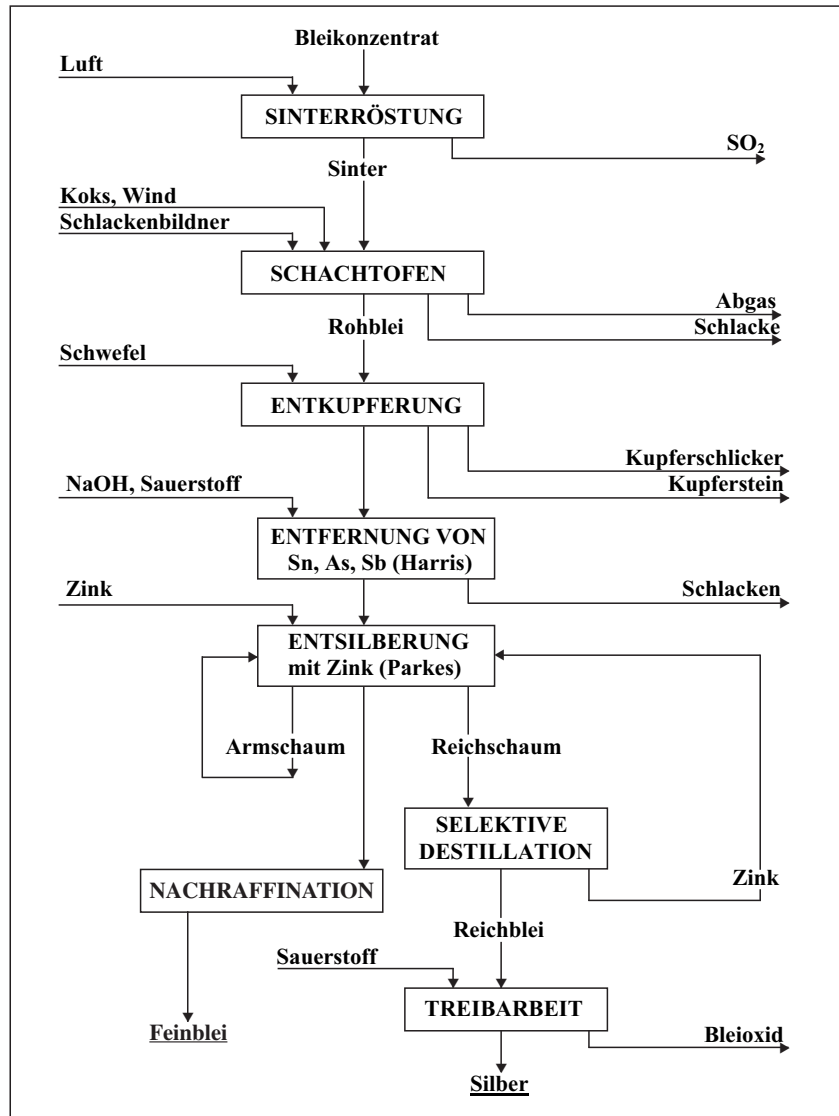 Bleikonzentrat
Luft
SINTERRÖSTUNG
SO₂
Sinter
Koks, Wind
Schlackenbildner
SCHACHTOFEN
Abgas
Rohblei
Schlacke
Schwefel
ENTKUPFERUNG
Kupferschlicker
NaOH, Sauerstoff
Kupferstein
ENTFERNUNG VON
Sn, As, Sb (Harris)
Zink
Schlacken
ENTSILBERUNG
mit Zink (Parkes)
Armschaum
Reichschaum
SELEKTIVE
DESTILLATION
NACHRAFFINATION
Zink
Reichblei
Sauerstoff
TREIBARBEIT
Feinblei
Bleioxid
Silber